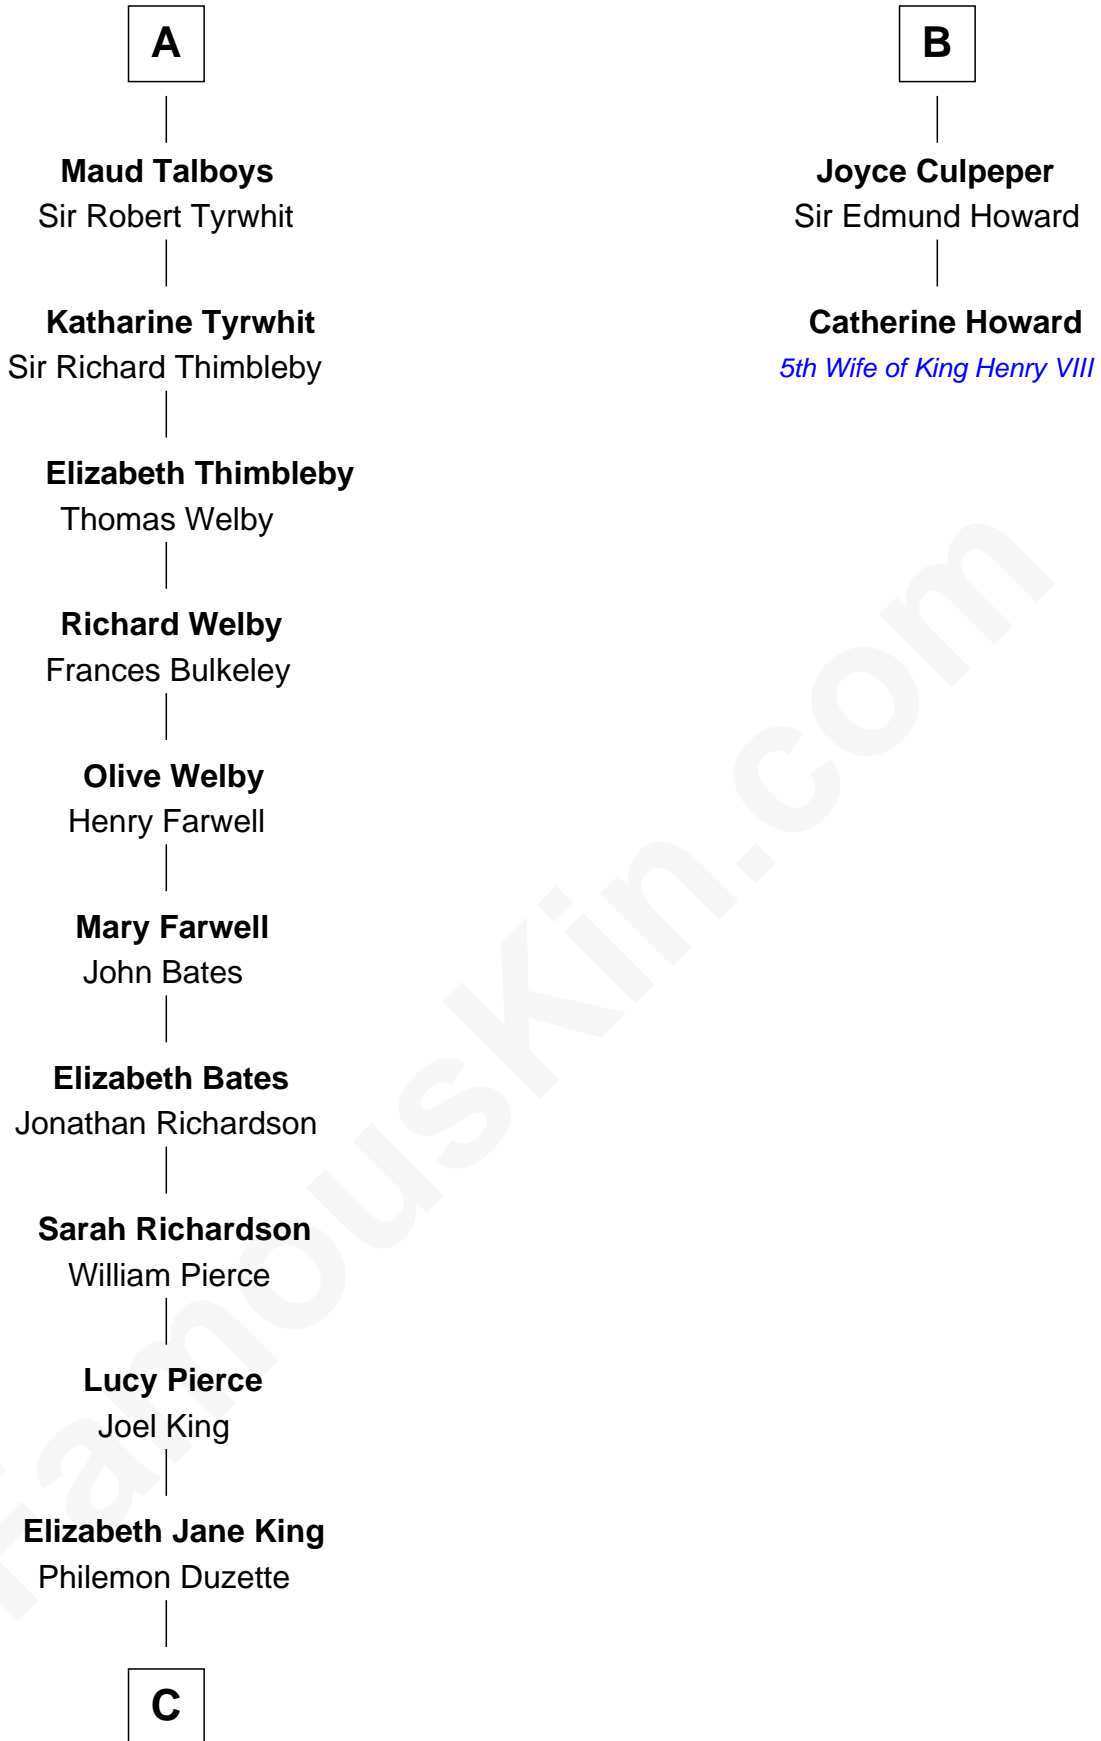 A
Maud Talboys
Sir Robert Tyrwhit
Katharine Tyrwhit
Sir Richard Thimbleby
Elizabeth Thimbleby
Thomas Welby
Richard Welby
Frances Bulkeley
Olive Welby
Henry Farwell
Mary Farwell
John Bates
Elizabeth Bates
Jonathan Richardson
Sarah Richardson
William Pierce
Lucy Pierce
Joel King
Elizabeth Jane King
Philemon Duzette
C
B
Joyce Culpeper
Sir Edmund Howard
Catherine Howard
5th Wife of King Henry VIII
FamousKin.com